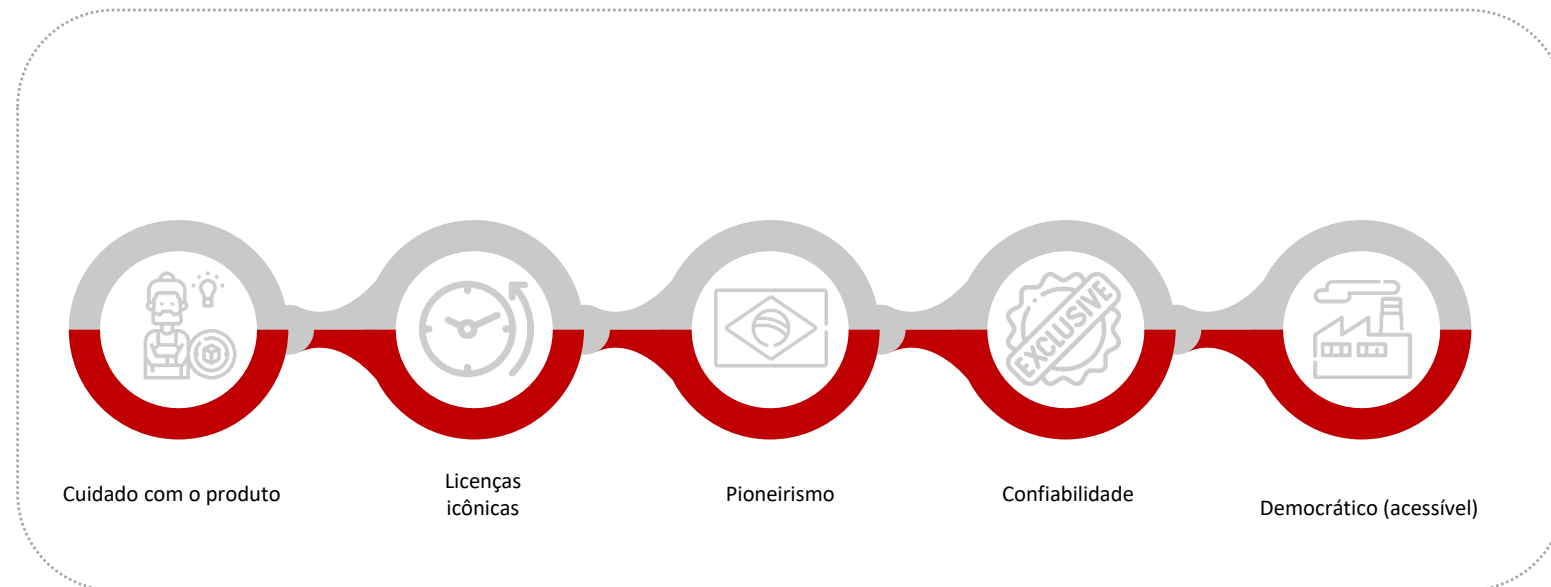 EXCLUSIVE
Cuidado com o produto
Licenças
icônicas
Pioneirismo
Confiabilidade
Democrático (acessível)